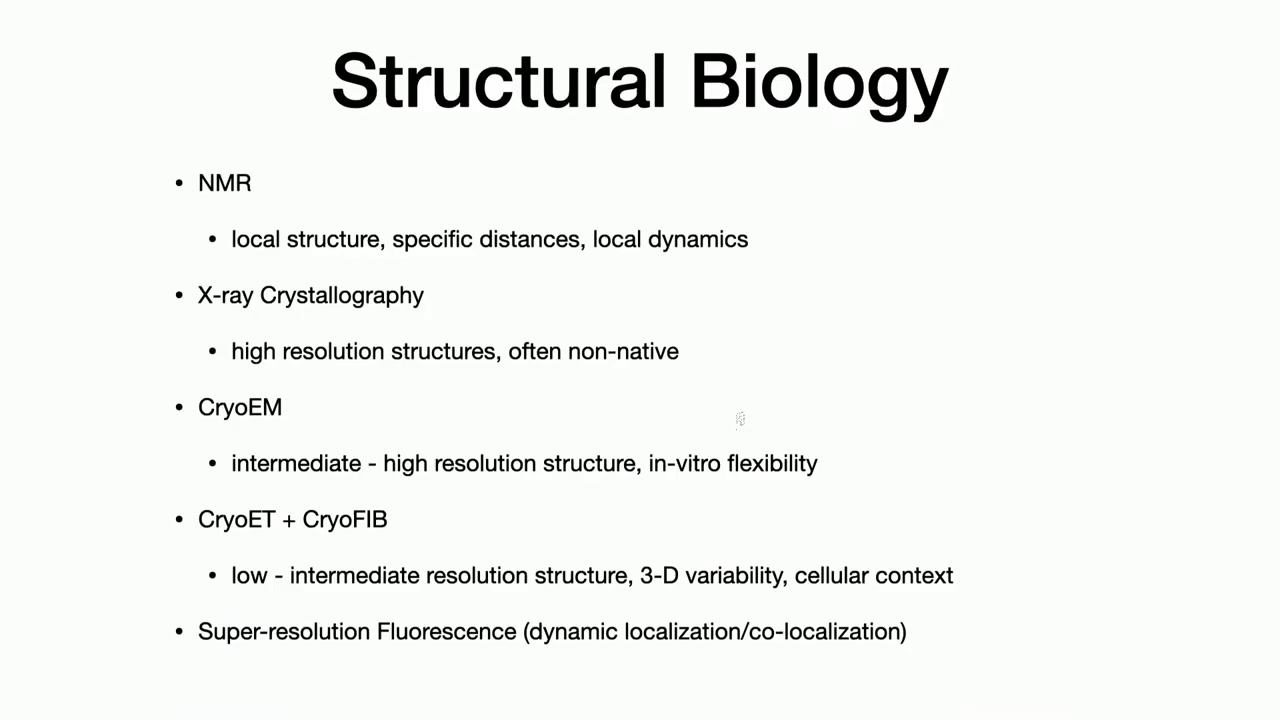 Structural Biology
• NMR
• local structure, specific distances, local dynamics
• X-ray Crystallography
• high resolution structures, often non-native
• CryoEM
• intermediate - high resolution structure, in-vitro flexibility
• CryoET + CryoFIB
• low - intermediate resolution structure, 3-D variability, cellular context
• Super-resolution Fluorescence (dynamic localization/co-localization)